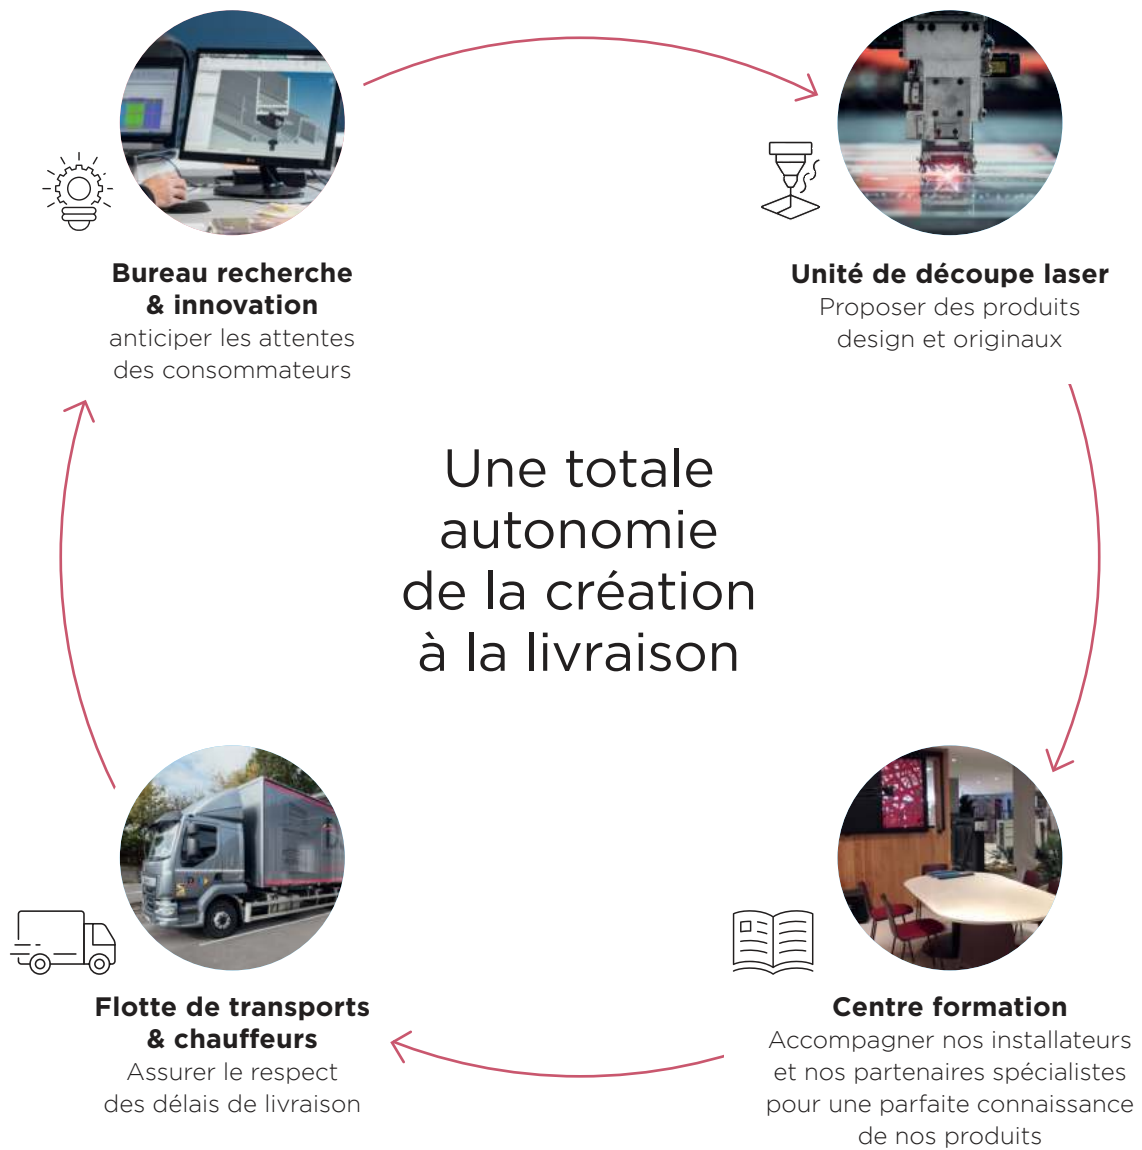 Bureau recherche
& innovation
anticiper les attentes
des consommateurs
Unité de découpe laser
Proposer des produits
design et originaux
Une totale
autonomie
de la création
à la livraison
Flotte de transports
& chauffeurs
Assurer le respect
des délais de livraison
Centre formation
Accompagner nos installateurs
et nos partenaires spécialistes
pour une parfaite connaissance
de nos produits